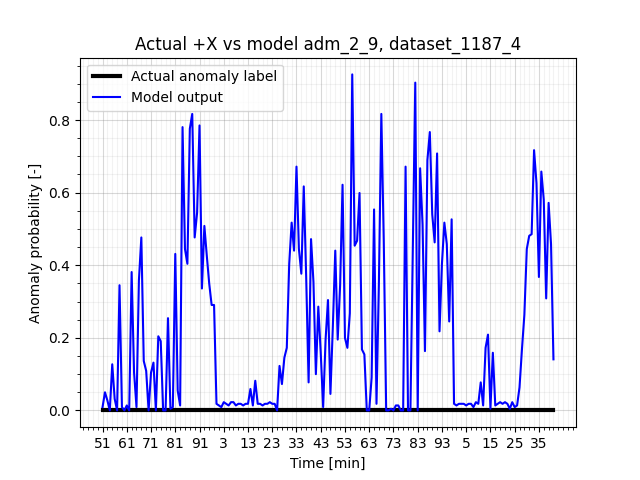 Actual +X vs model adm_2_9, dataset_1187_4
Actual anomaly label
Model output
Anomaly probability [-]
0.8
0.6
0.4
0.2
0.0
51 61 71 81 91 3 13 23 33 43 53 63 73 83 93 5 15 25 35
Time [min]